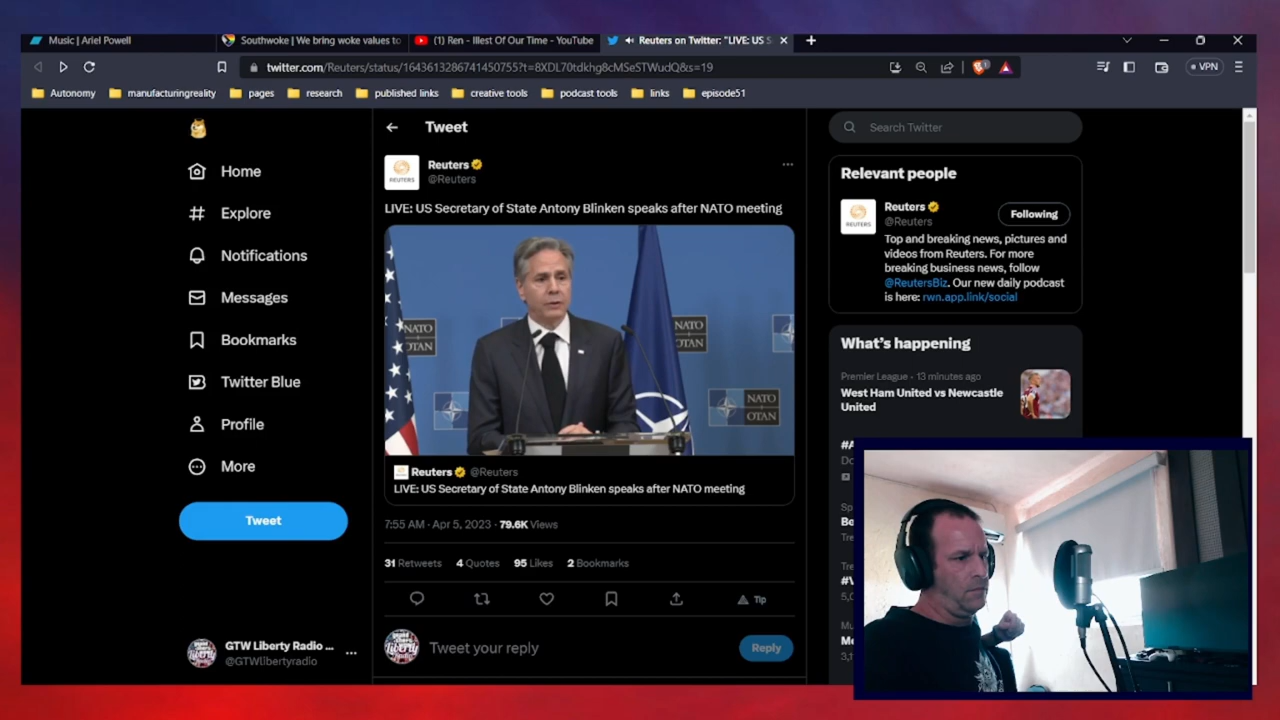 Music | Ariel Powell
Southwoke | We bring woke values to
(1) Ren - Illest Of Our Time - YouTube
Reuters on Twitter: "LIVE: US S
twitter.com/Reuters/status/1643613286741450755?t=8XDL70tdkhg8cMSeSTWudQ&s=19
VPN
Autonomy
manufacturingreality
pages
research
published links
creative tools
podcast tools
links
episode51
Home
Explore
Notifications
Messages
Bookmarks
Twitter Blue
Profile
More
Tweet
GTW Liberty Radio ...
@GTWlibertyradio
Tweet
REUTERS
Reuters
@Reuters
LIVE: US Secretary of State Antony Blinken speaks after NATO meeting
NATO
OTAN
NATO
OTAN
NATO
OTAN
Reuters @Reuters
LIVE: US Secretary of State Antony Blinken speaks after NATO meeting
7:55 AM · Apr 5, 2023 · 79.6K Views
31 Retweets 4 Quotes 95 Likes 2 Bookmarks
Tip
Tweet your reply
Reply
Search Twitter
Relevant people
REUTERS
Reuters
@Reuters
Following
Top and breaking news, pictures and
videos from Reuters. For more
breaking business news, follow
@ReutersBiz. Our new daily podcast
is here: rwn.app.link/social
What's happening
Premier League · 13 minutes ago
West Ham United vs Newcastle
United